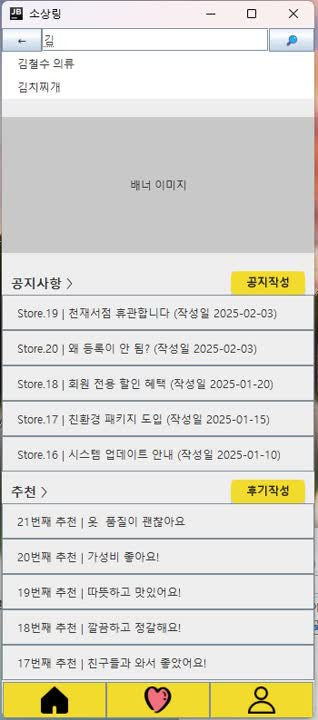 JB 소상링
←
김
김철수 의류
김치찌개
배너 이미지
공지사항 〉
공지작성
Store.19 | 천재서점 휴관합니다 (작성일 2025-02-03)
Store.20 | 왜 등록이 안 됨? (작성일 2025-02-03)
Store.18 | 회원 전용 할인 혜택 (작성일 2025-01-20)
Store.17 | 친환경 패키지 도입 (작성일 2025-01-15)
Store.16 | 시스템 업데이트 안내 (작성일 2025-01-10)
추천 〉
후기작성
21번째 추천 | 옷  품질이 괜찮아요
20번째 추천 | 가성비 좋아요!
19번째 추천 | 따뜻하고 맛있어요!
18번째 추천 | 깔끔하고 정갈해요!
17번째 추천 | 친구들과 와서 좋았어요!